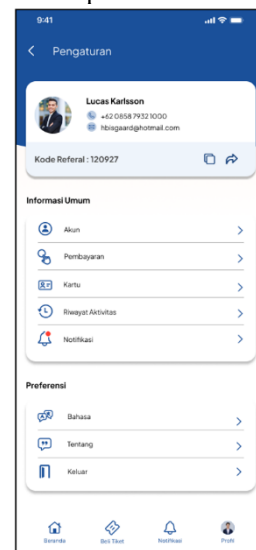 9:41
Pengaturan
Lucas Karlsson
+62 0858 7932 1000
hbisgaard@hotmail.com
Kode Referal : 120927
Informasi Umum
Akun
Pembayaran
Kartu
Riwayat Aktivitas
Notifikasi
Preferensi
Bahasa
Tentang
Keluar
Beranda Beli Tiket Notifikasi Profil